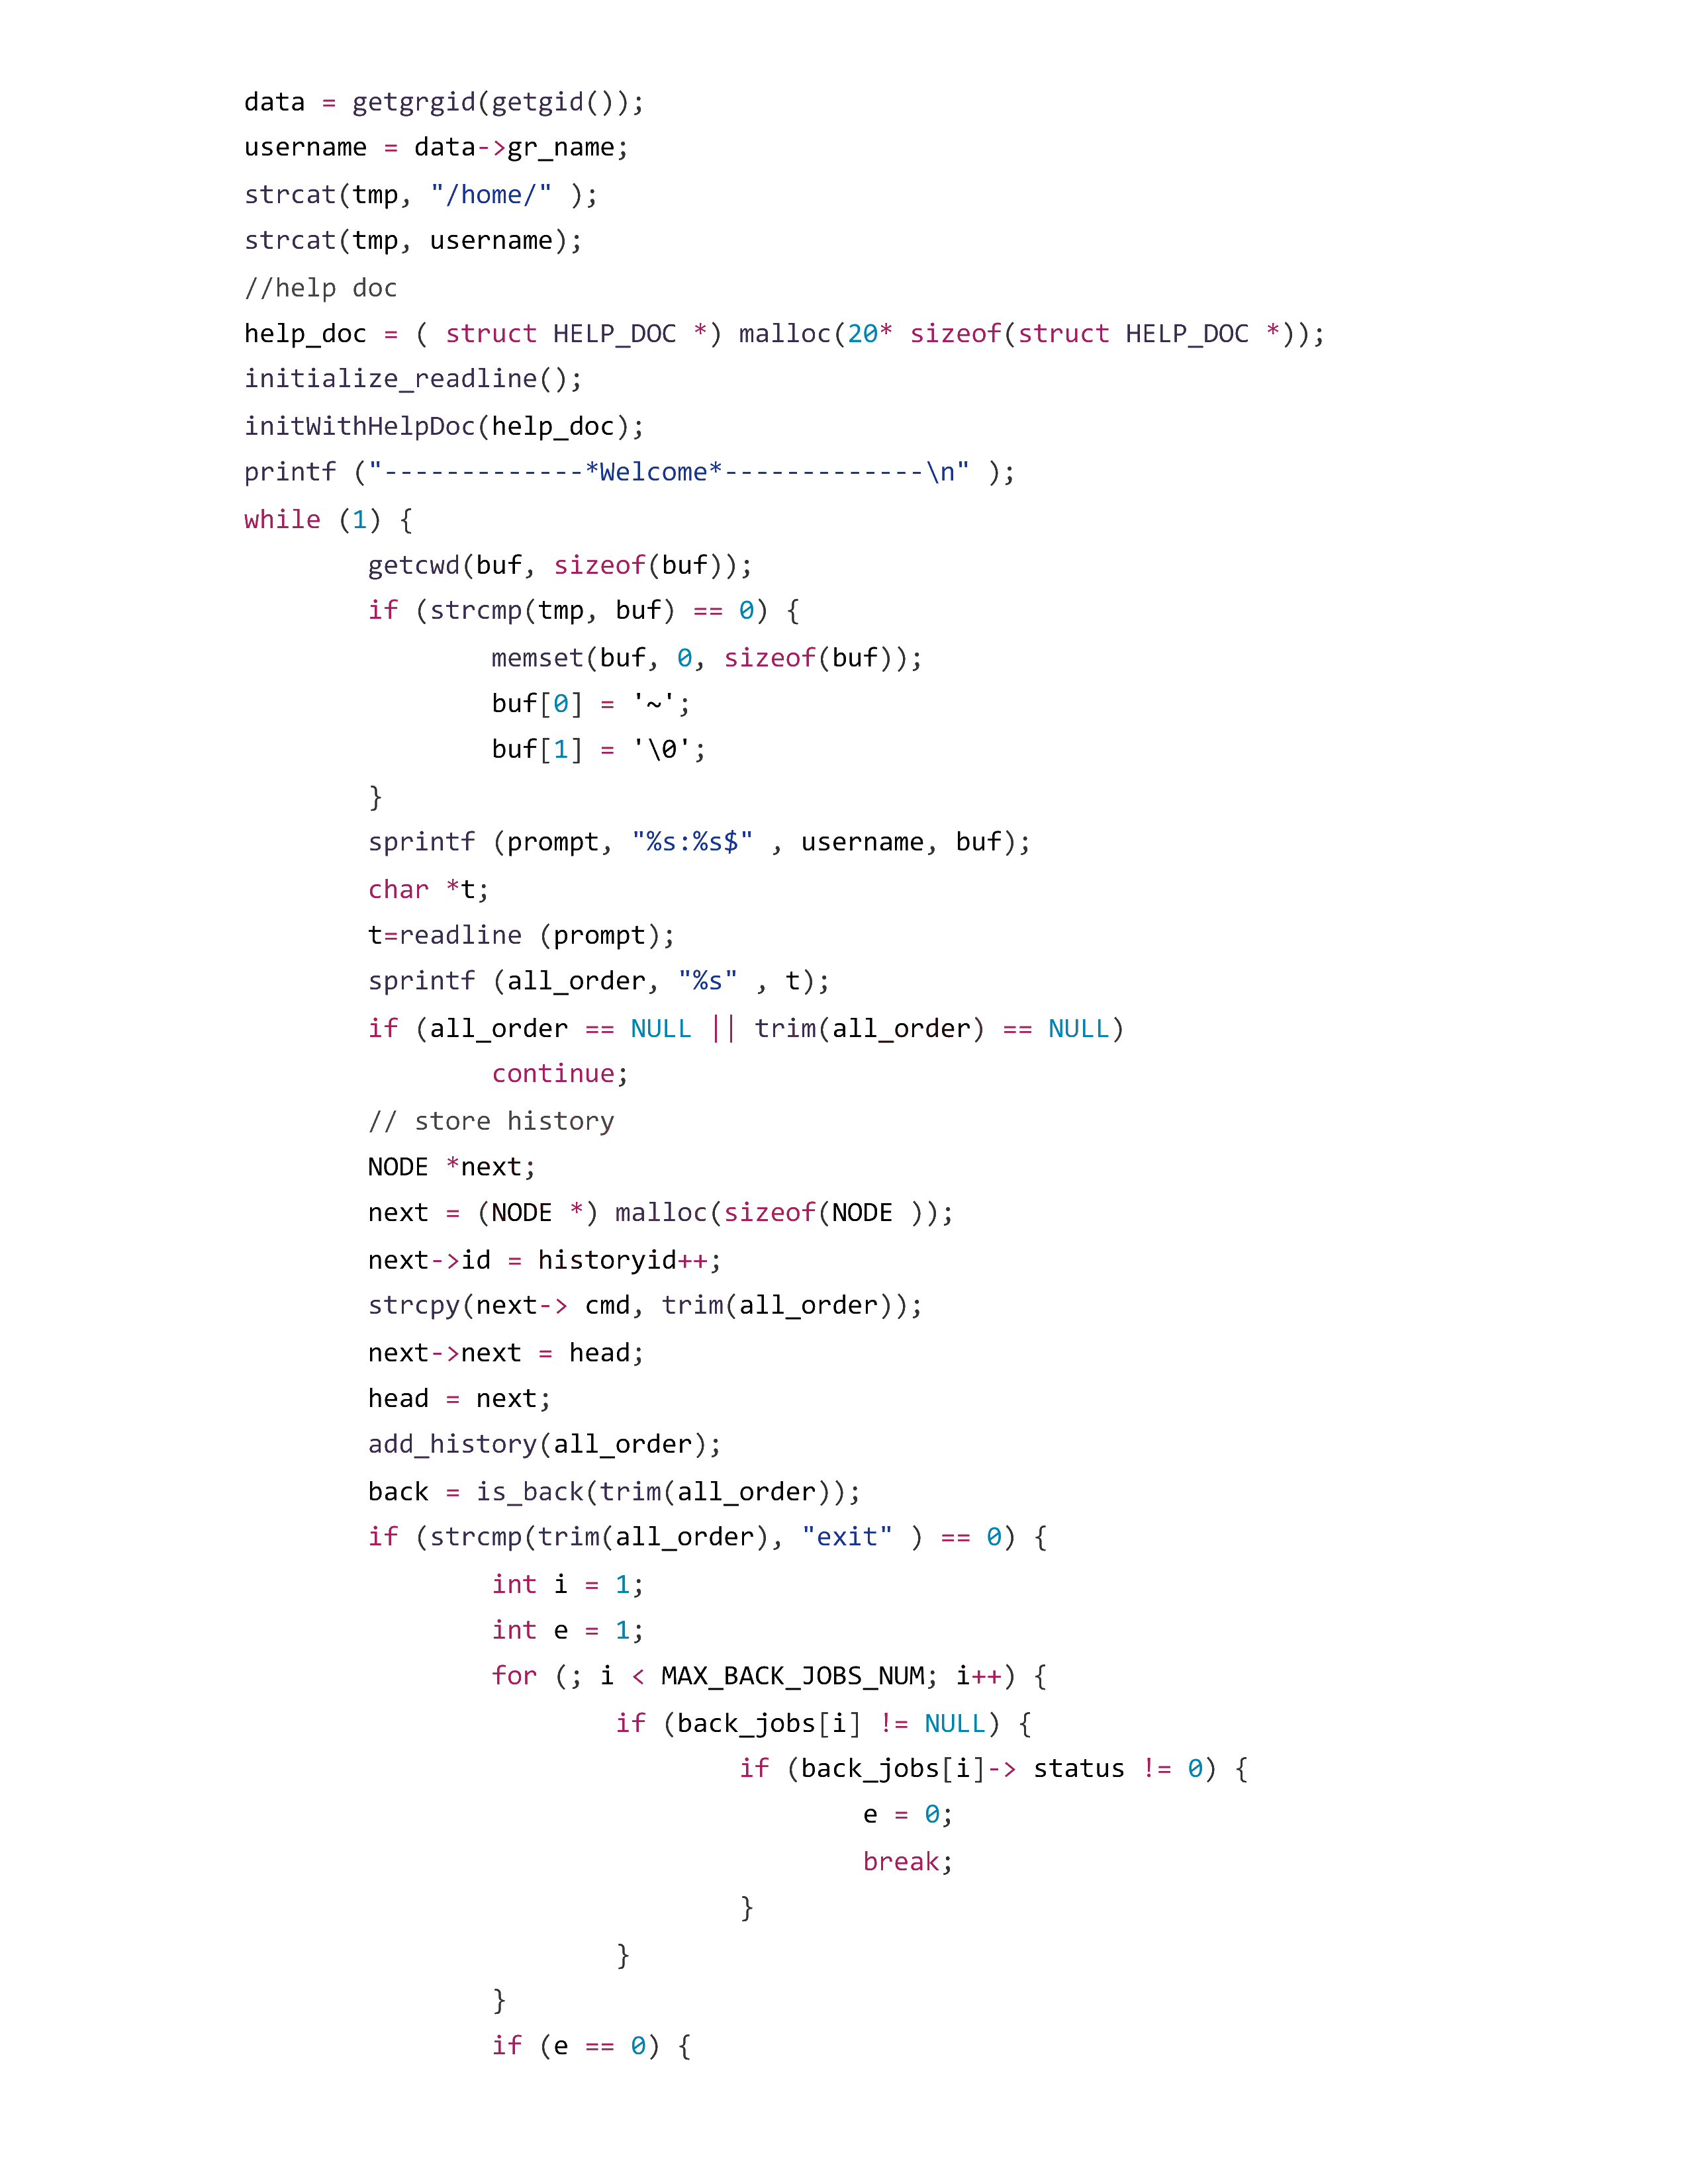 data = getgrgid(getgid());
username = data->gr_name;
strcat(tmp, "/home/" );
strcat(tmp, username);
//help doc
help_doc = ( struct HELP_DOC *) malloc(20* sizeof(struct HELP_DOC *));
initialize_readline();
initWithHelpDoc(help_doc);
printf ("-------------*Welcome*-------------\n" );
while (1) {
        getcwd(buf, sizeof(buf));
        if (strcmp(tmp, buf) == 0) {
                memset(buf, 0, sizeof(buf));
                buf[0] = '~';
                buf[1] = '\0';
        }
        sprintf (prompt, "%s:%s$" , username, buf);
        char *t;
        t=readline (prompt);
        sprintf (all_order, "%s" , t);
        if (all_order == NULL || trim(all_order) == NULL)
                continue;
        // store history
        NODE *next;
        next = (NODE *) malloc(sizeof(NODE ));
        next->id = historyid++;
        strcpy(next-> cmd, trim(all_order));
        next->next = head;
        head = next;
        add_history(all_order);
        back = is_back(trim(all_order));
        if (strcmp(trim(all_order), "exit" ) == 0) {
                int i = 1;
                int e = 1;
                for (; i < MAX_BACK_JOBS_NUM; i++) {
                        if (back_jobs[i] != NULL) {
                                if (back_jobs[i]-> status != 0) {
                                        e = 0;
                                        break;
                                }
                        }
                }
                if (e == 0) {